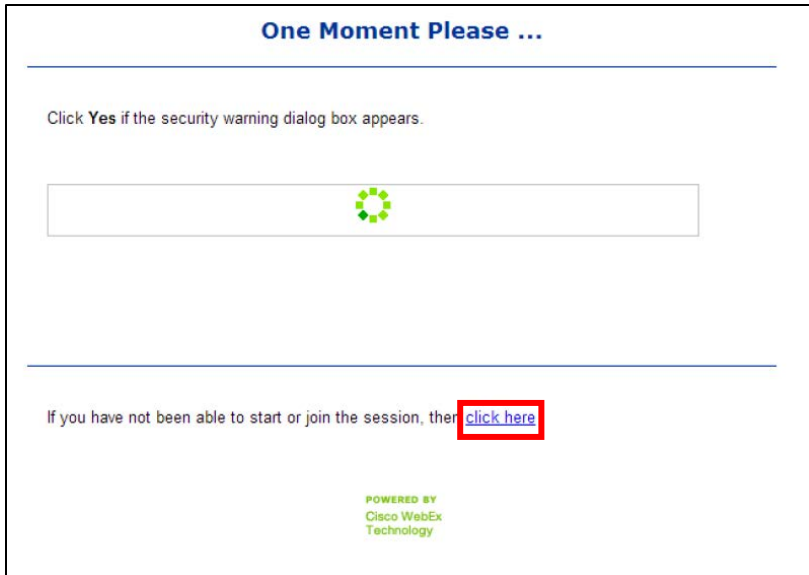 One Moment Please ...
Click Yes if the security warning dialog box appears.
If you have not been able to start or join the session, then click here
POWERED BY
Cisco WebEx
Technology